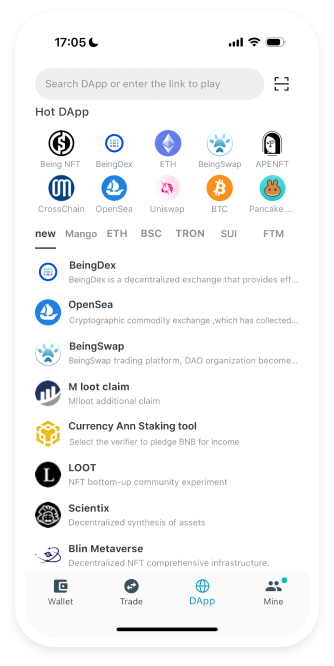 17:05
Search DApp or enter the link to play
Hot DApp
Being NFT BeingDex ETH BeingSwap APENFT
CrossChain OpenSea Uniswap BTC Pancake ...
new Mango ETH BSC TRON SUI FTM
BeingDex
BeingDex is a decentralized exchange that provides eff...
OpenSea
Cryptographic commodity exchange ,which has collected...
BeingSwap
BeingSwap trading platform, DAO organization become...
M loot claim
Mloot additional claim
Currency Ann Staking tool
Select the verifier to pledge BNB for income
L
LOOT
NFT bottom-up community experiment
Scientix
Decentralized synthesis of assets
Blin Metaverse
Decentralized NFT comprehensive infrastructure.
Wallet Trade DApp Mine